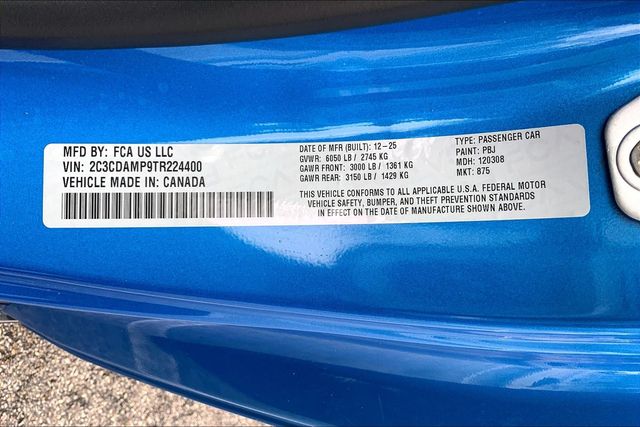 MFD BY: FCA US LLC
VIN: 2C3CDAMP9TR224400
VEHICLE MADE IN: CANADA
DATE OF MFR (BUILT): 12-25
GVWR: 6050 LB / 2745 KG
GAWR FRONT: 3000 LB / 1361 KG
GAWR REAR: 3150 LB / 1429 KG
TYPE: PASSENGER CAR
PAINT: PBJ
MDH: 120308
MKT: 875
THIS VEHICLE CONFORMS TO ALL APPLICABLE U.S.A. FEDERAL MOTOR
VEHICLE SAFETY, BUMPER, AND THEFT PREVENTION STANDARDS
IN EFFECT ON THE DATE OF MANUFACTURE SHOWN ABOVE.